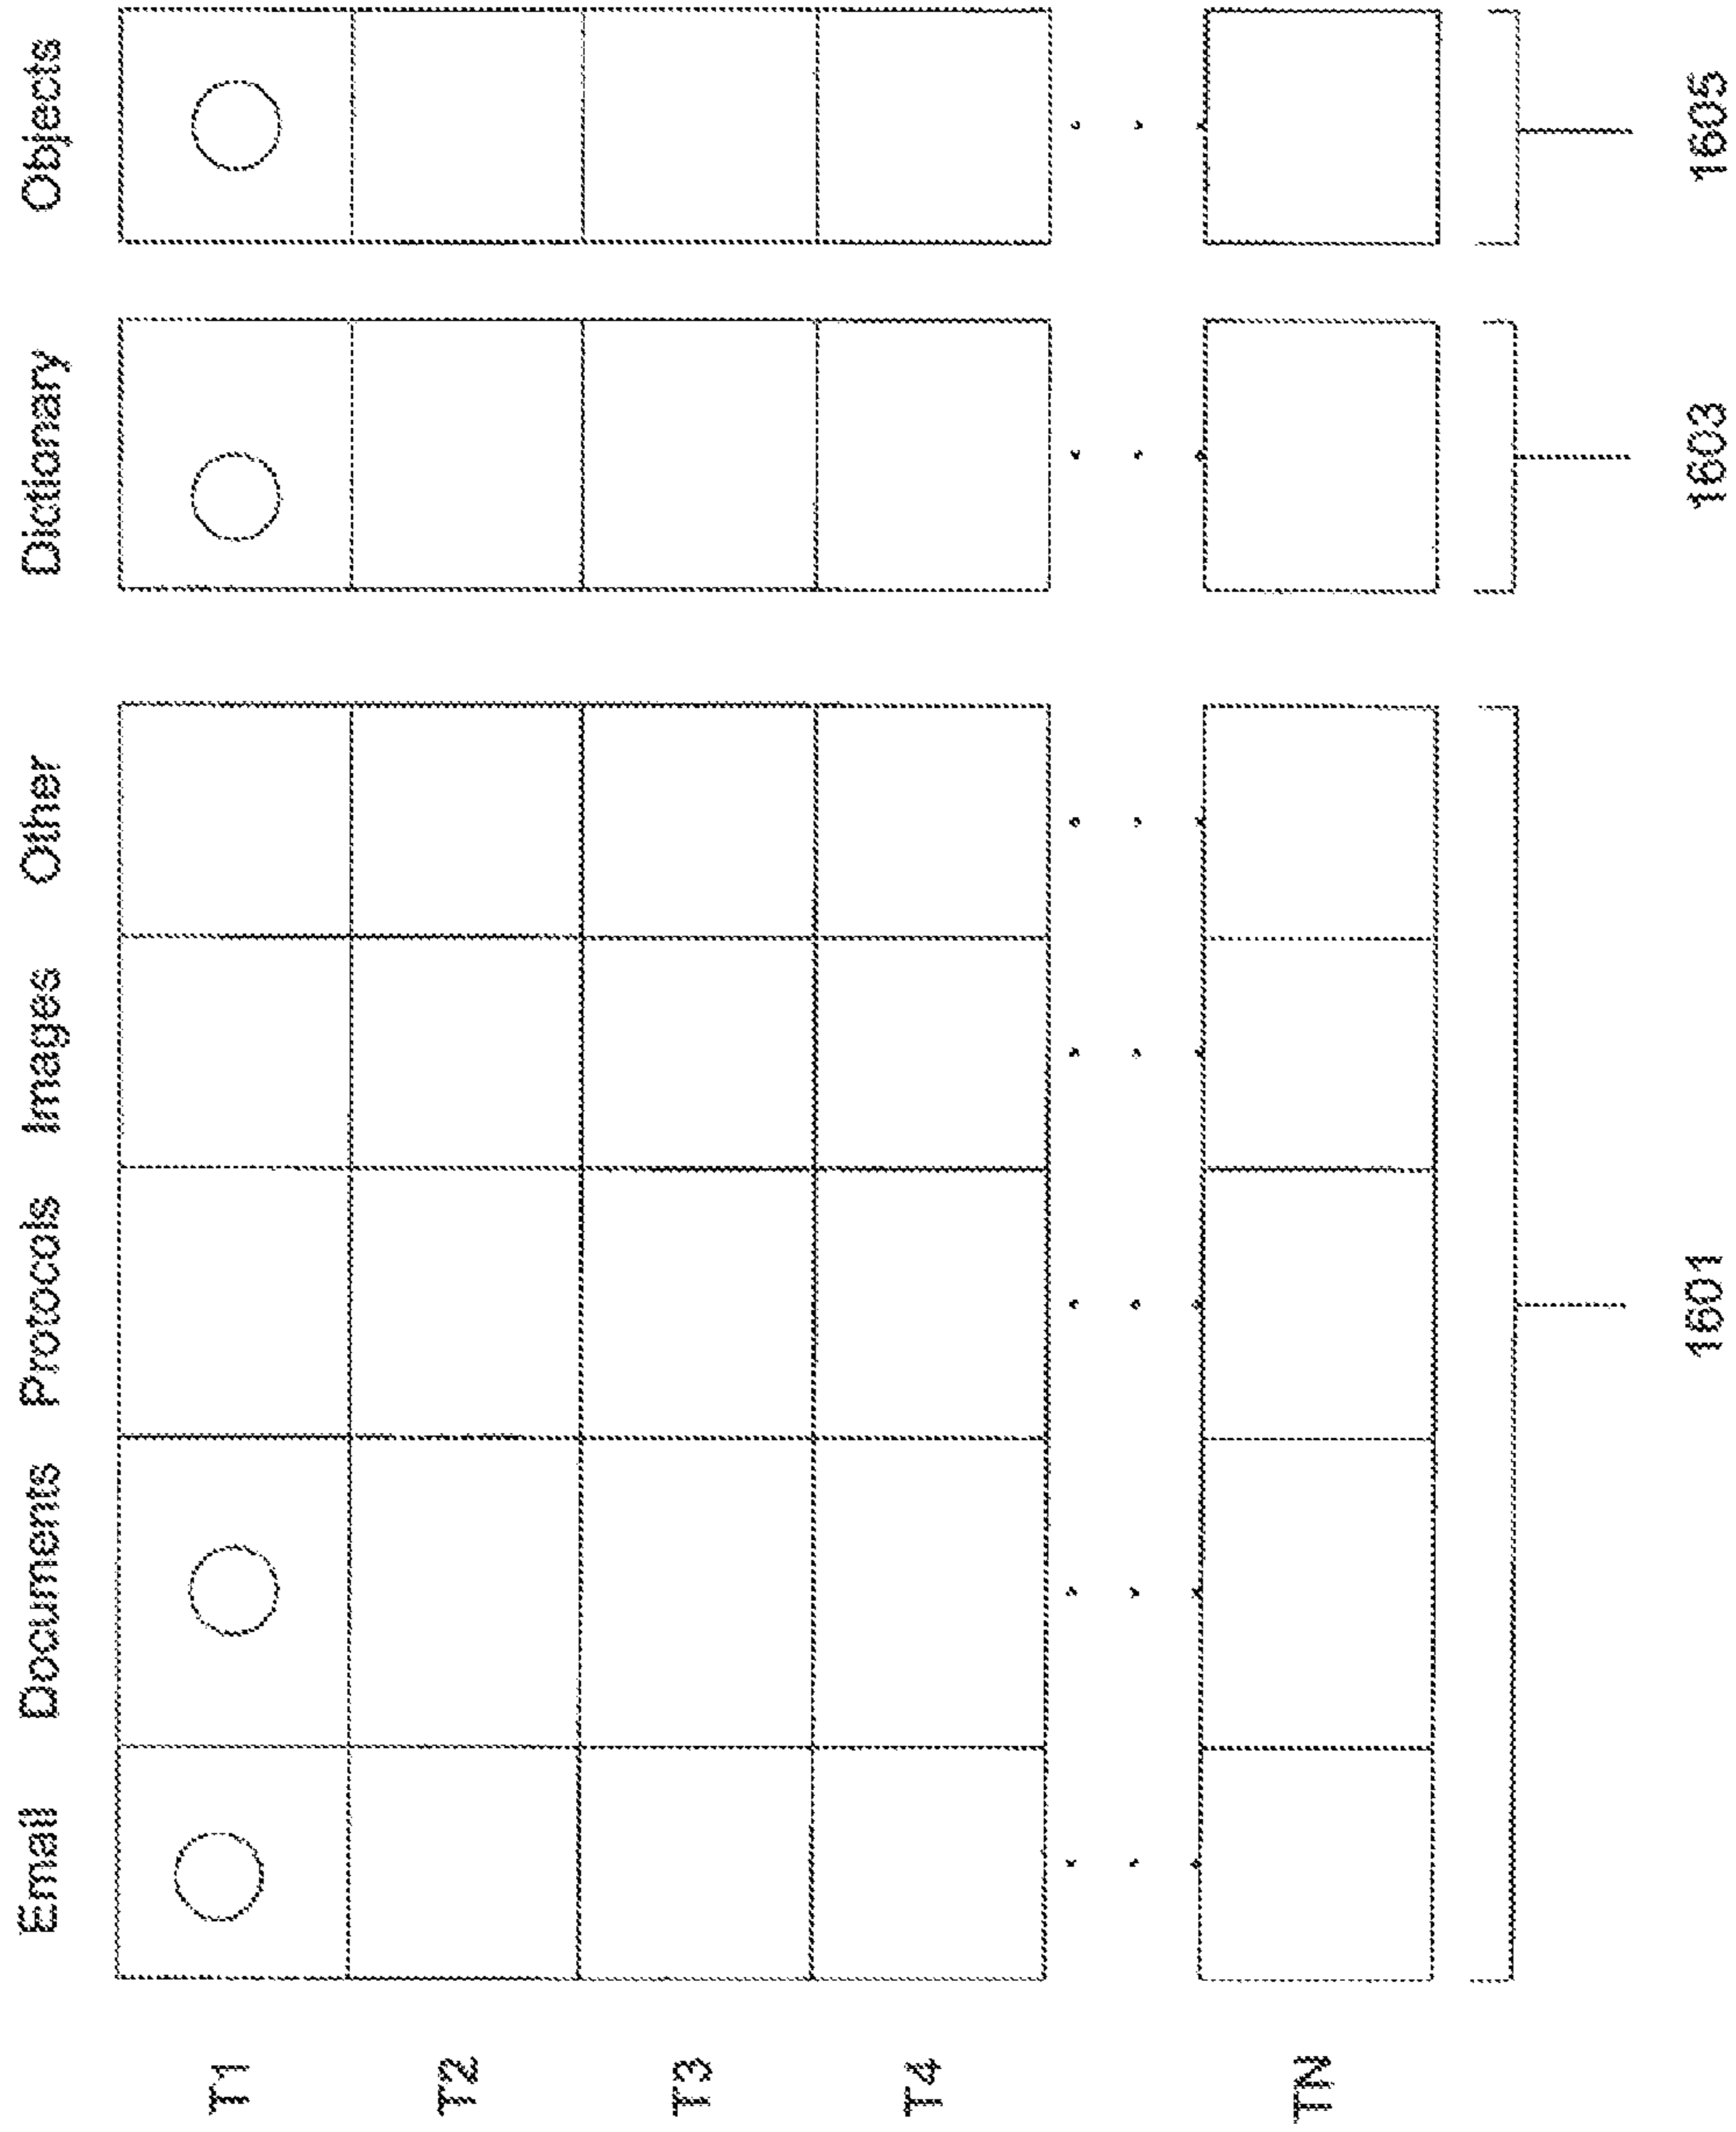 Email Documents Protocols Images Other Dictionary Objects
T1
T2
T3
T4
TN
1601 1603 1605